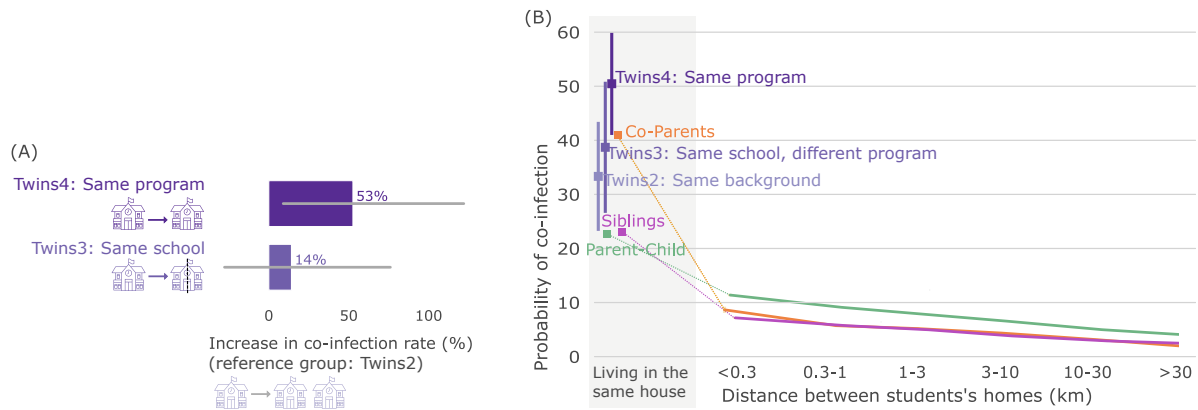 (A)
Twins4: Same program
53%
Twins3: Same school
14%
0
50
100
Increase in co-infection rate (%)
(reference group: Twins2)
(B)
Probability of co-infection
60
50
40
30
20
10
0
Twins4: Same program
Co-Parents
Twins3: Same school, different program
Twins2: Same background
Siblings
Parent-Child
Living in the
same house
<0.3
0.3-1
1-3
3-10
10-30
>30
Distance between students's homes (km)